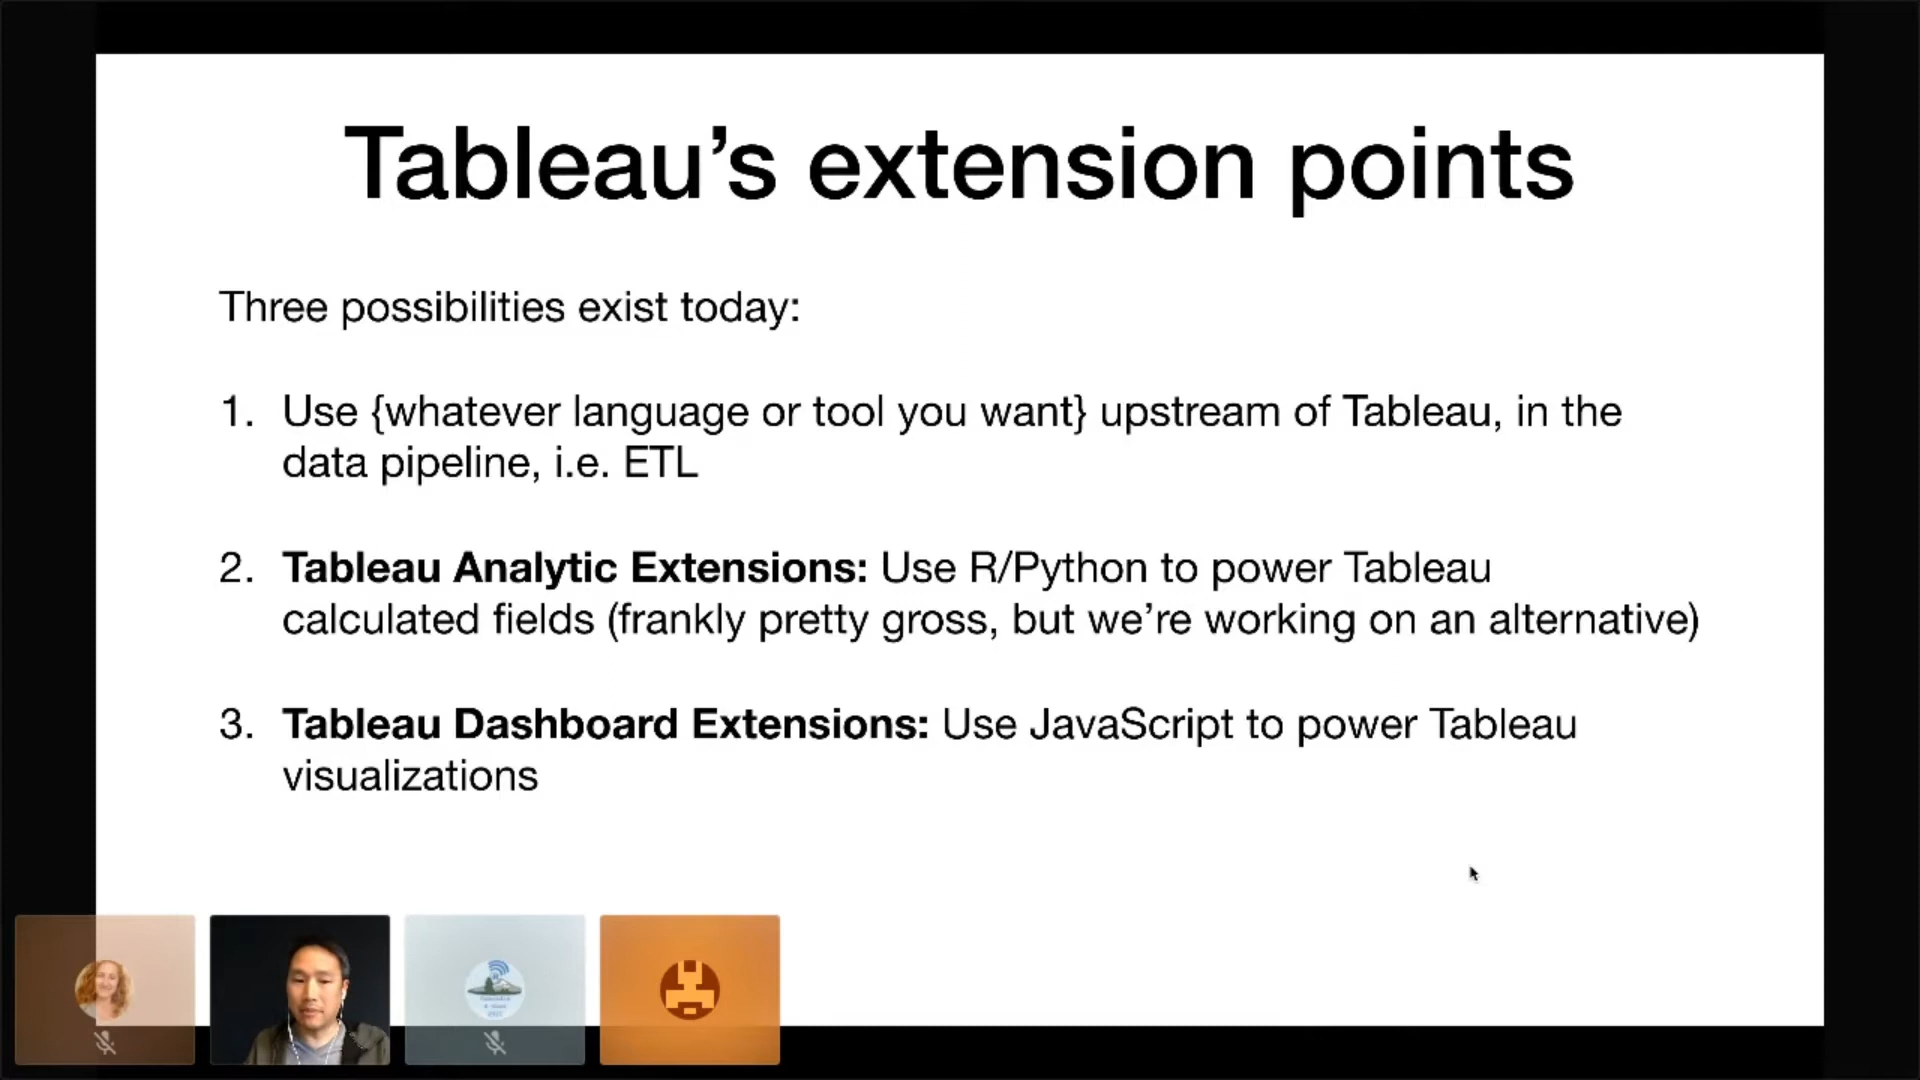 Tableau’s extension points
Three possibilities exist today:
1. Use {whatever language or tool you want} upstream of Tableau, in the
data pipeline, i.e. ETL
2. Tableau Analytic Extensions: Use R/Python to power Tableau
calculated fields (frankly pretty gross, but we’re working on an alternative)
3. Tableau Dashboard Extensions: Use JavaScript to power Tableau
visualizations